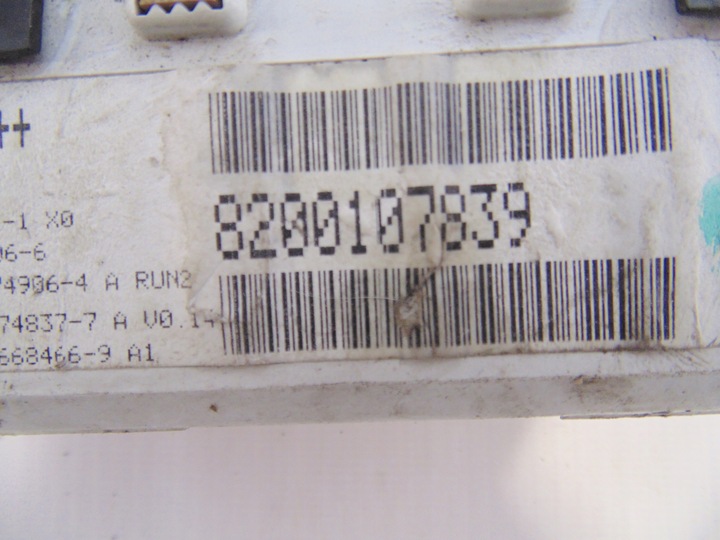 ++
8200107839
-1 X0
06-6
74906-4 A RUN2
74837-7 A V0.14
668466-9 A1